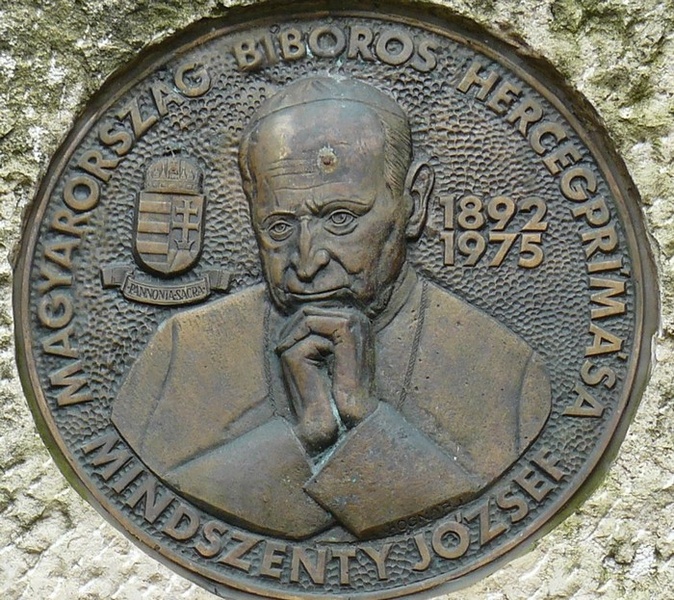 MAGYARORSZÁG BÍBOROS HERCEGPRÍMÁSA
PANNONIA SACRA
1892
1975
MINDSZENTY JÓZSEF